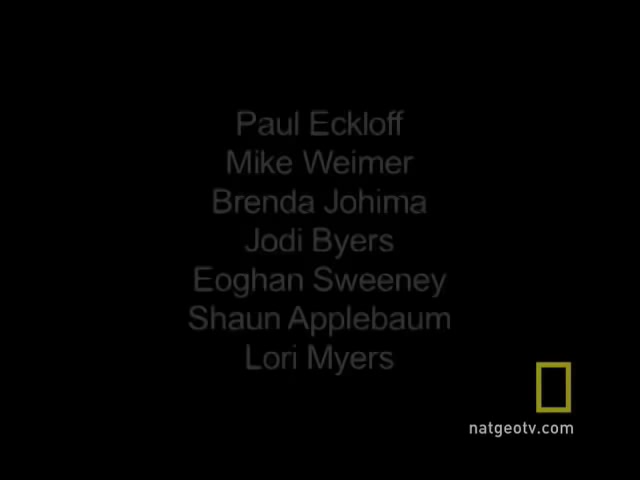 Paul Eckloff
Mike Weimer
Brenda Johima
Jodi Byers
Eoghan Sweeney
Shaun Applebaum
Lori Myers
natgeotv.com